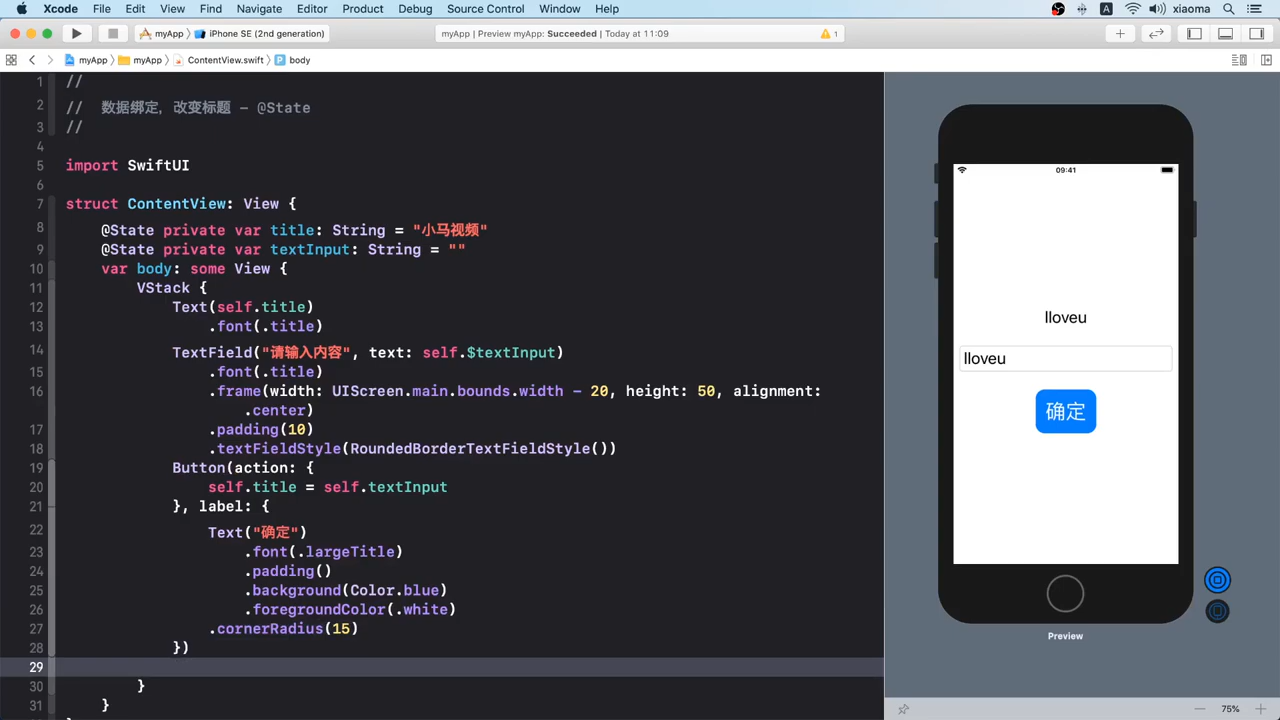 Xcode File Edit View Find Navigate Editor Product Debug Source Control Window Help A xiaoma
myApp iPhone SE (2nd generation) myApp | Preview myApp: Succeeded | Today at 11:09 1
myApp myApp ContentView.swift P body
1 //
2 // 数据绑定,改变标题 - @State
3 //
4
5 import SwiftUI
6
7 struct ContentView: View {
8 @State private var title: String = "小马视频"
9 @State private var textInput: String = ""
10 var body: some View {
11 VStack {
12 Text(self.title)
13 .font(.title)
14 TextField("请输入内容", text: self.$textInput)
15 .font(.title)
16 .frame(width: UIScreen.main.bounds.width - 20, height: 50, alignment:
.center)
17 .padding(10)
18 .textFieldStyle(RoundedBorderTextFieldStyle())
19 Button(action: {
20 self.title = self.textInput
21 }, label: {
22 Text("确定")
23 .font(.largeTitle)
24 .padding()
25 .background(Color.blue)
26 .foregroundColor(.white)
27 .cornerRadius(15)
28 })
29
30 }
31 }
09:41
Iloveu
Iloveu
确定
Preview
75%